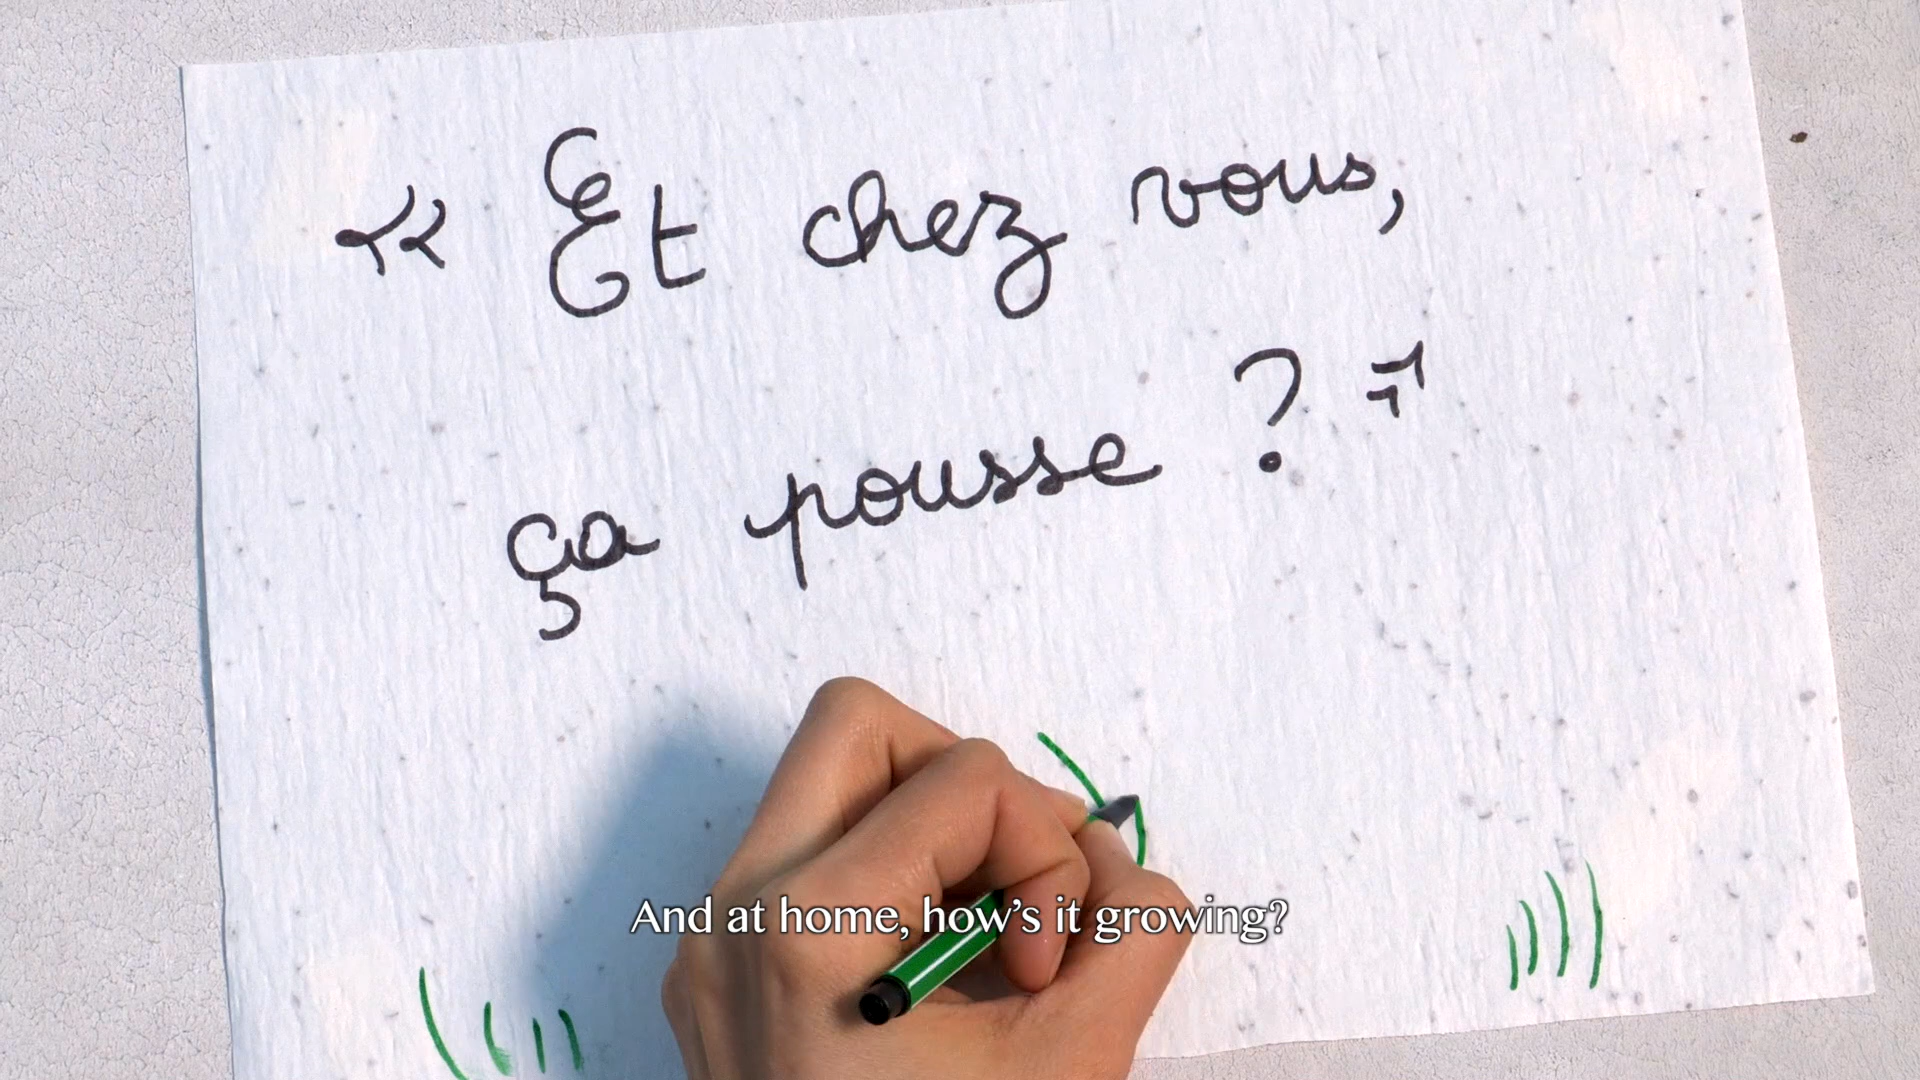 « Et chez vous,
ça pousse ? »
And at home, how's it growing?